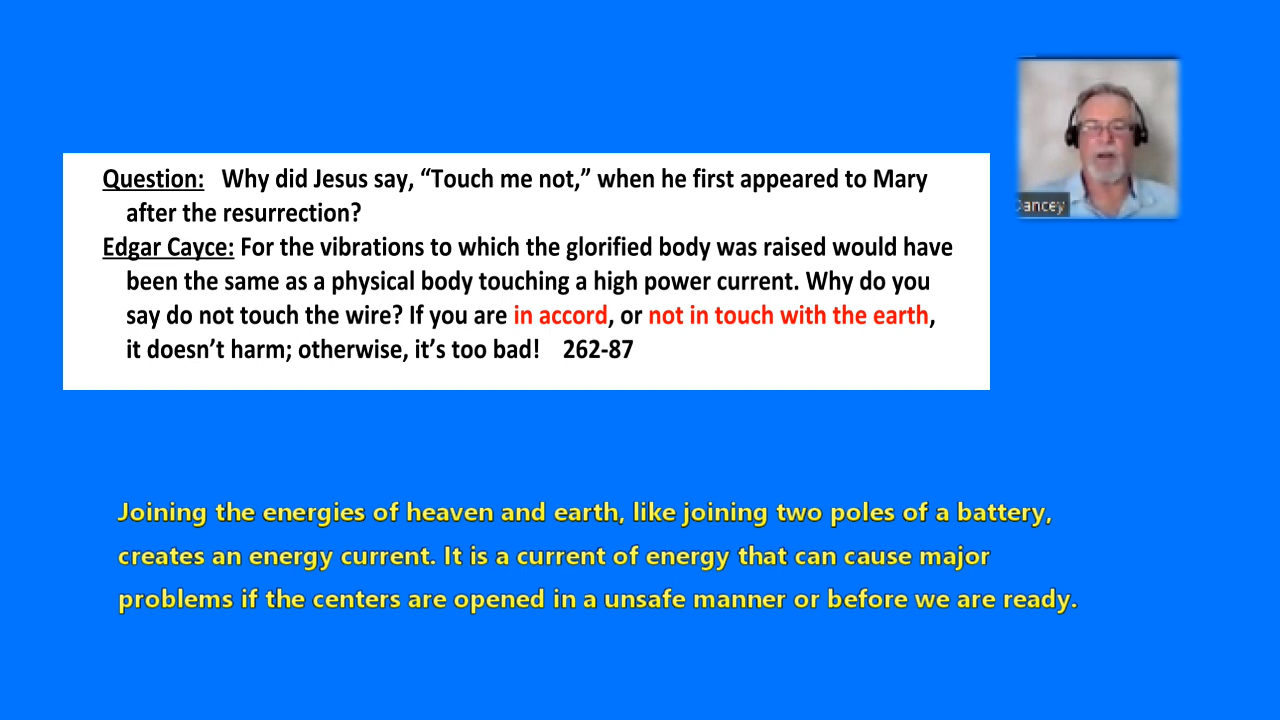 Question: Why did Jesus say, “Touch me not,” when he first appeared to Mary
after the resurrection?
Edgar Cayce: For the vibrations to which the glorified body was raised would have
been the same as a physical body touching a high power current. Why do you
say do not touch the wire? If you are in accord, or not in touch with the earth,
it doesn’t harm; otherwise, it’s too bad! 262-87
Dancey
Joining the energies of heaven and earth, like joining two poles of a battery,
creates an energy current. It is a current of energy that can cause major
problems if the centers are opened in a unsafe manner or before we are ready.